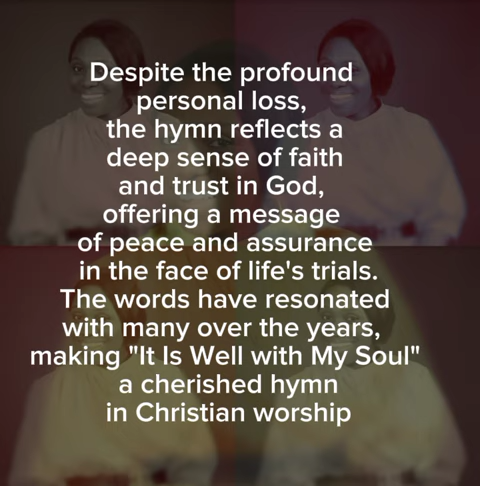 Despite the profound
personal loss,
the hymn reflects a
deep sense of faith
and trust in God,
offering a message
of peace and assurance
in the face of life's trials.
The words have resonated
with many over the years,
making "It Is Well with My Soul"
a cherished hymn
in Christian worship